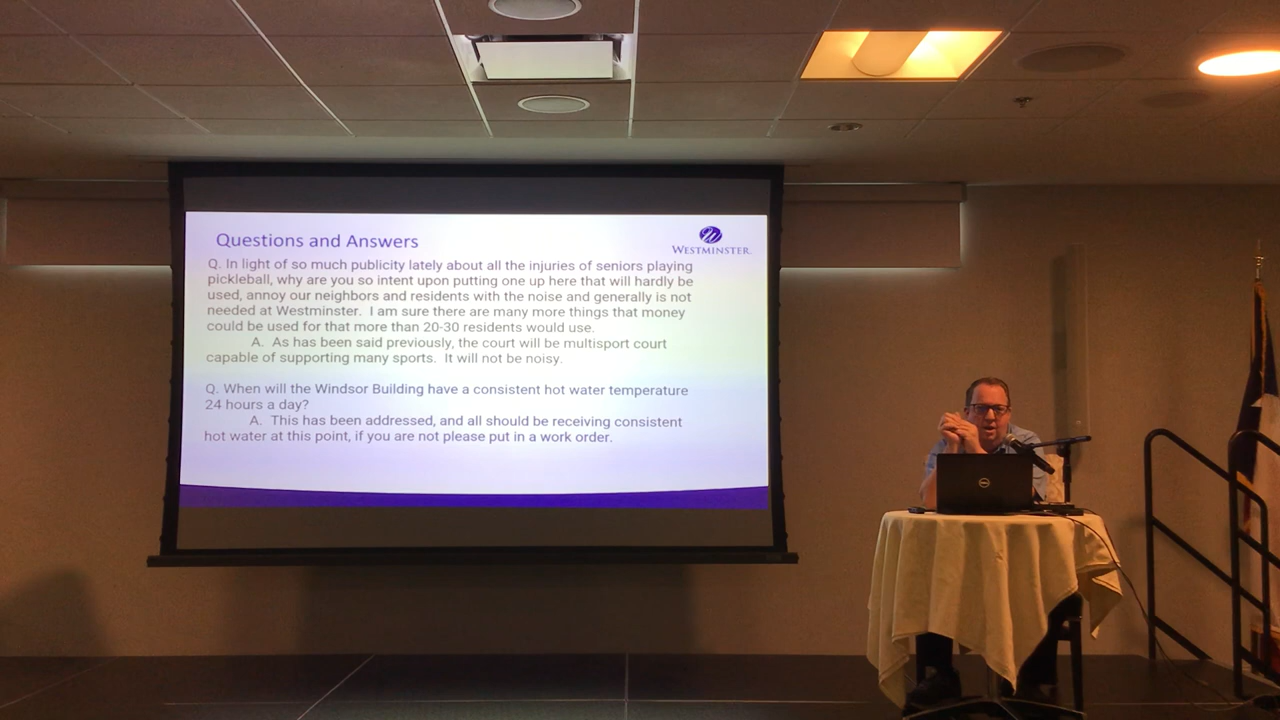 Questions and Answers
WESTMINSTER
Q. In light of so much publicity lately about all the injuries of seniors playing
pickleball, why are you so intent upon putting one up here that will hardly be
used, annoy our neighbors and residents with the noise and generally is not
needed at Westminster. I am sure there are many more things that money
could be used for that more than 20-30 residents would use.
A. As has been said previously, the court will be multisport court
capable of supporting many sports. It will not be noisy.
Q. When will the Windsor Building have a consistent hot water temperature
24 hours a day?
A. This has been addressed, and all should be receiving consistent
hot water at this point, if you are not please put in a work order.
DELL